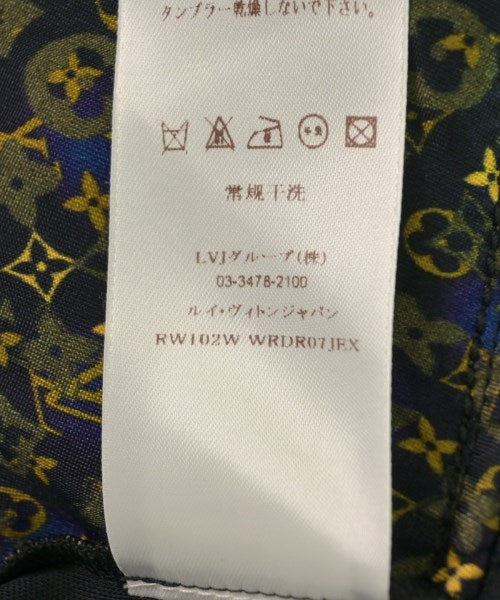 タンブラー乾燥しないで下さい。
常规干洗
LVJグループ(株)
03-3478-2100
ルイ・ヴィトンジャパン
RW102W WRDR07JEX